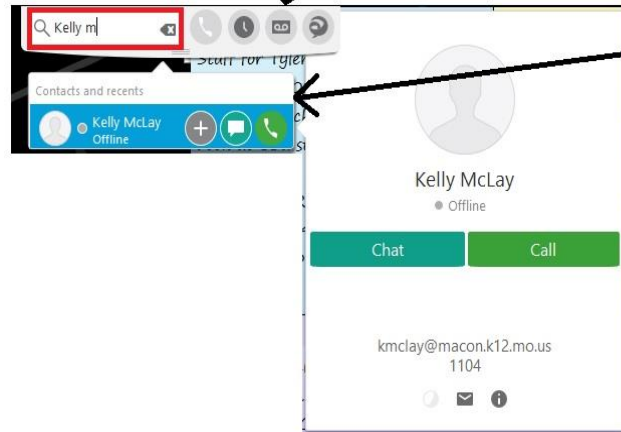 Kelly m
Stuff for Tyler
Contacts and recents
Kelly McLay
Offline
Kelly McLay
Offline
Chat Call
kmclay@macon.k12.mo.us
1104